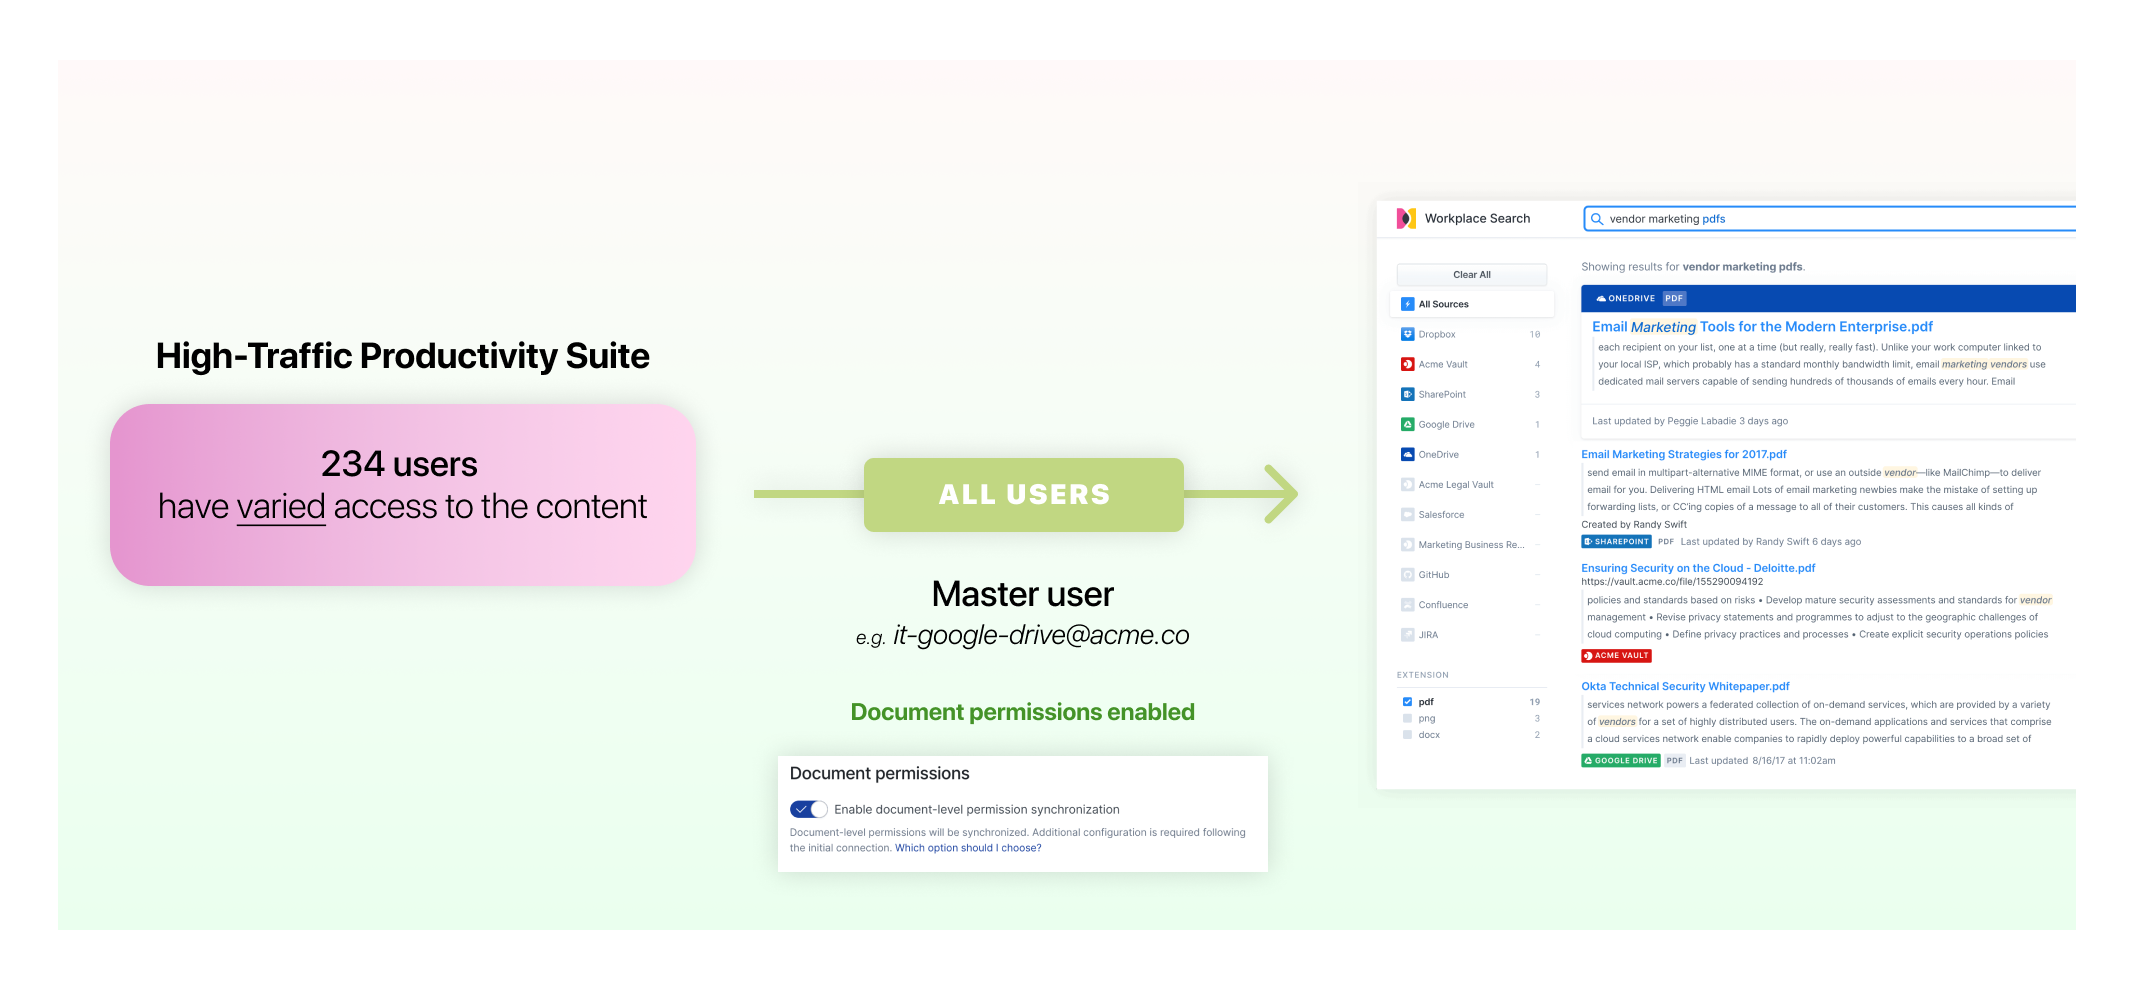 High-Traffic Productivity Suite
234 users
have varied access to the content
ALL USERS
Master user
e.g. it-google-drive@acme.co
Document permissions enabled
Document permissions
Enable document-level permission synchronization
Document-level permissions will be synchronized. Additional configuration is required following
the initial connection. Which option should I choose?
Workplace Search
vendor marketing pdfs
Clear All
All Sources
Dropbox 10
Acme Vault 4
SharePoint 3
Google Drive 1
OneDrive 1
Acme Legal Vault –
Salesforce –
Marketing Business Re... –
GitHub –
Confluence –
JIRA –
EXTENSION
pdf 19
png 3
docx 2
Showing results for vendor marketing pdfs.
ONEDRIVE PDF
Email Marketing Tools for the Modern Enterprise.pdf
each recipient on your list, one at a time (but really, really fast). Unlike your work computer linked to
your local ISP, which probably has a standard monthly bandwidth limit, email marketing vendors use
dedicated mail servers capable of sending hundreds of thousands of emails every hour. Email
Last updated by Peggie Labadie 3 days ago
Email Marketing Strategies for 2017.pdf
send email in multipart-alternative MIME format, or use an outside vendor—like MailChimp—to deliver
email for you. Delivering HTML email Lots of email marketing newbies make the mistake of setting up
forwarding lists, or CC'ing copies of a message to all of their customers. This causes all kinds of
Created by Randy Swift
SHAREPOINT PDF Last updated by Randy Swift 6 days ago
Ensuring Security on the Cloud - Deloitte.pdf
https://vault.acme.co/file/155290094192
policies and standards based on risks • Develop mature security assessments and standards for vendor
management • Revise privacy statements and programmes to adjust to the geographic challenges of
cloud computing • Define privacy practices and processes • Create explicit security operations policies
ACME VAULT
Okta Technical Security Whitepaper.pdf
services network powers a federated collection of on-demand services, which are provided by a variety
of vendors for a set of highly distributed users. The on-demand applications and services that comprise
a cloud services network enable companies to rapidly deploy powerful capabilities to a broad set of
GOOGLE DRIVE PDF Last updated 8/16/17 at 11:02am